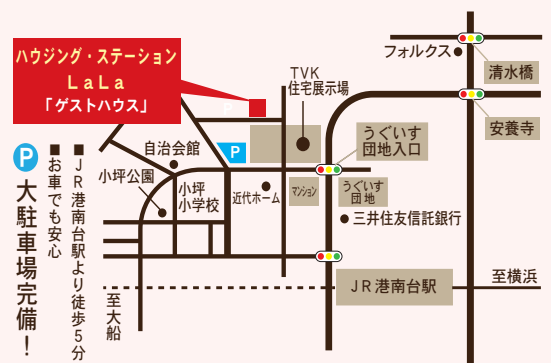 ハウジング・ステーション
LaLa
「ゲストハウス」
P
フォルクス
清水橋
安養寺
TVK
住宅展示場
うぐいす
団地入口
自治会館
P
小坪公園
小坪
小学校
近代ホーム
マンション
うぐいす
団地
三井住友信託銀行
JR港南台駅
至横浜
至大船
■JR港南台駅より徒歩5分
■お車でも安心
P大駐車場完備！